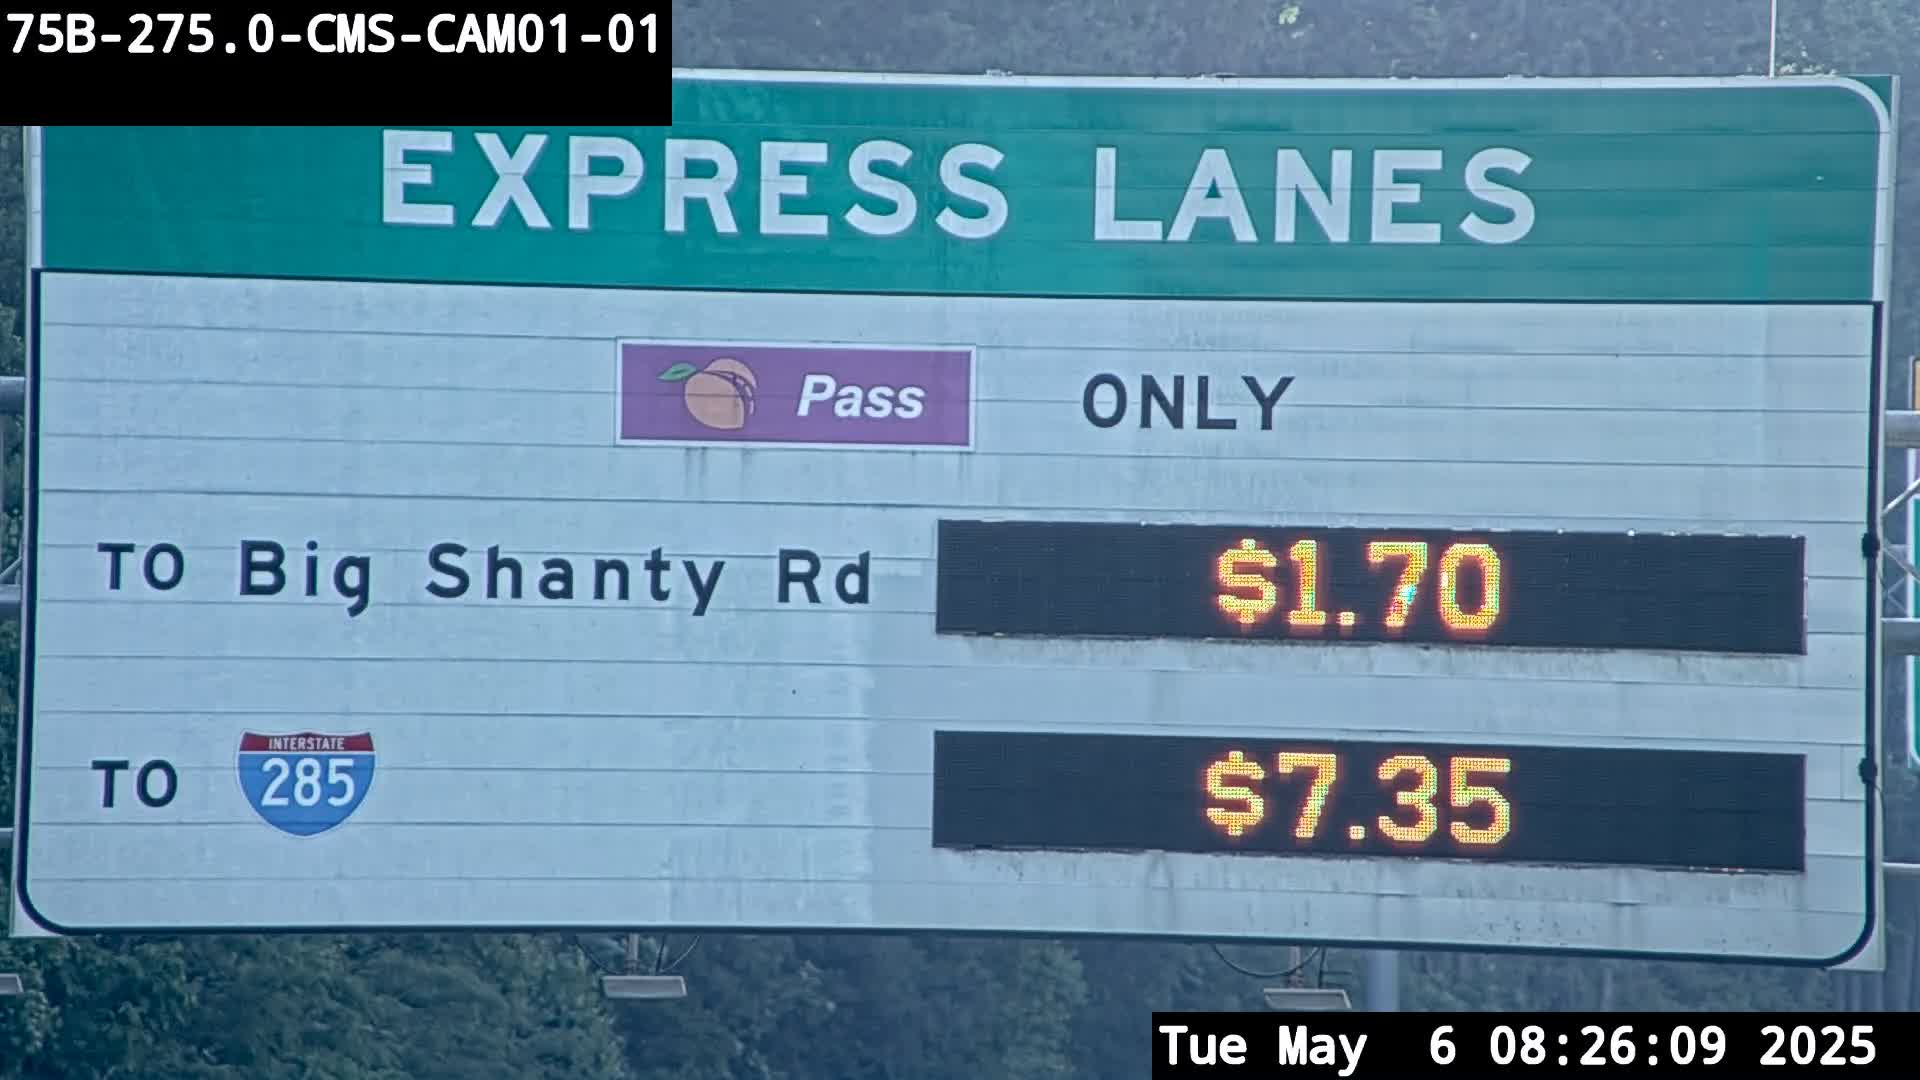 75B-275.0-CMS-CAM01-01
EXPRESS LANES
Pass ONLY
TO Big Shanty Rd $1.70
INTERSTATE
TO 285 $7.35
Tue May 6 08:26:09 2025